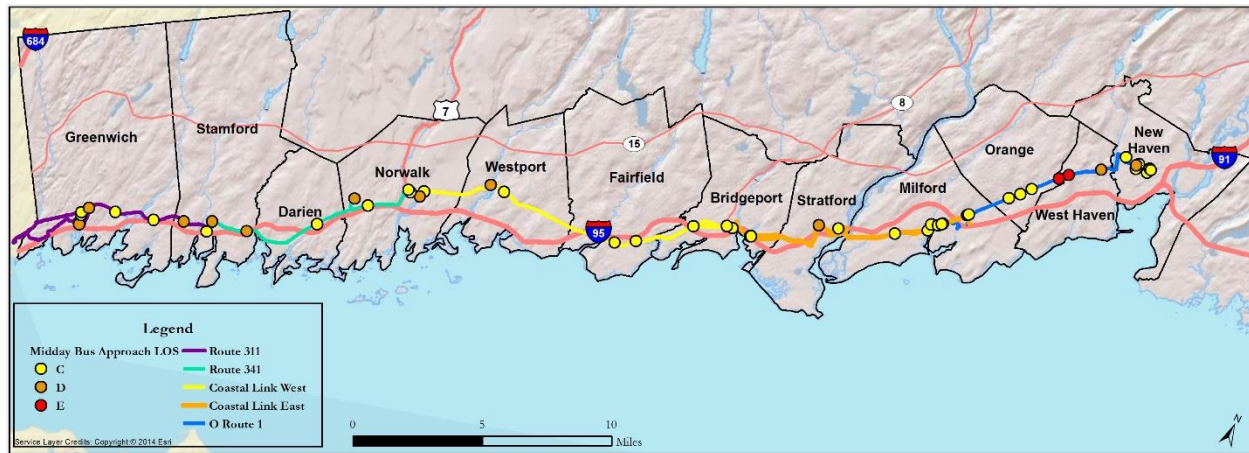 684
Greenwich
Stamford
Darien
Norwalk
7
Westport
Fairfield
15
95
Bridgeport
Stratford
8
Milford
Orange
West Haven
New
Haven
91
Legend
Midday Bus Approach LOS
C
D
E
Route 311
Route 341
Coastal Link West
Coastal Link East
O Route 1
Service Layer Credits: Copyright:© 2014 Esri
0 5 10
Miles
N